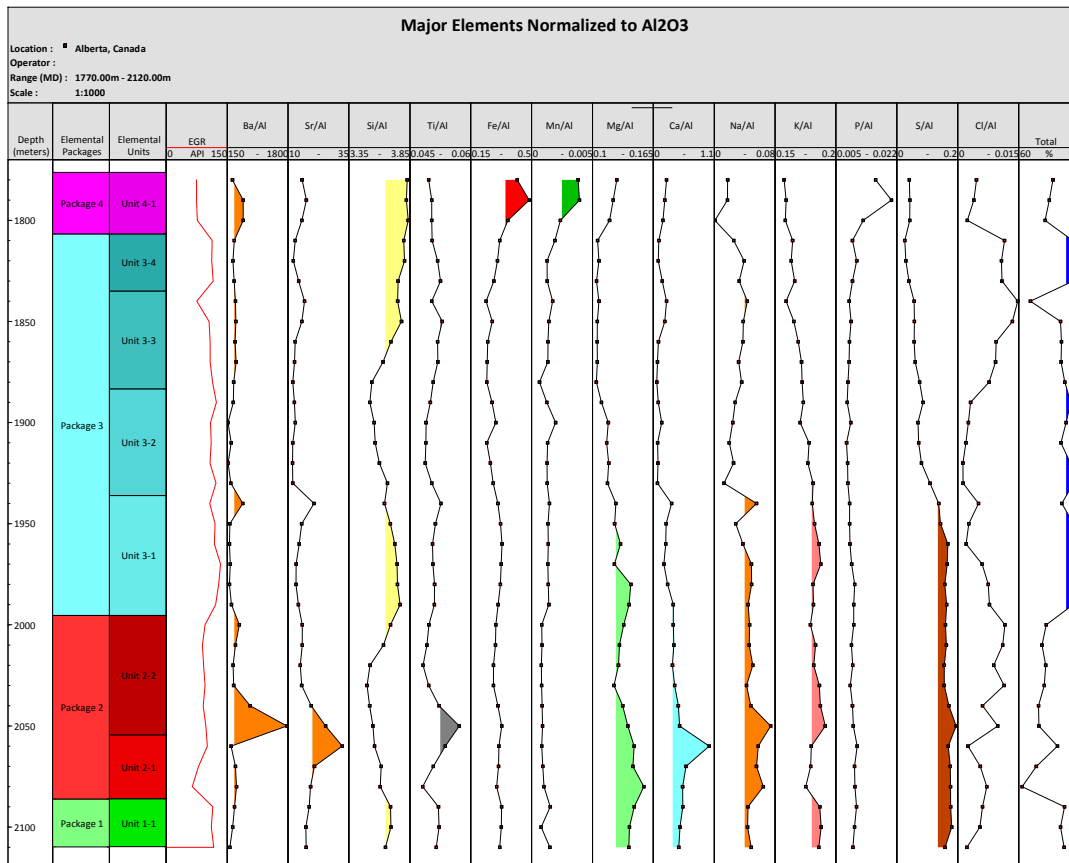 Major Elements Normalized to Al2O3
Location : Alberta, Canada
Operator :
Range (MD) : 1770.00m - 2120.00m
Scale : 1:1000
Depth (meters)
Elemental Packages
Elemental Units
EGR
0 API 150
Ba/Al
150 - 1800
Sr/Al
10 - 35
Si/Al
3.35 - 3.85
Ti/Al
0.045 - 0.06
Fe/Al
0.15 - 0.5
Mn/Al
0 - 0.005
Mg/Al
0.1 - 0.165
Ca/Al
0 - 1.1
Na/Al
0 - 0.08
K/Al
0.15 - 0.2
P/Al
0.005 - 0.022
S/Al
0 - 0.2
Cl/Al
0 - 0.015
Total
60 %
1800
1850
1900
1950
2000
2050
2100
Package 4
Unit 4-1
Unit 3-4
Unit 3-3
Package 3
Unit 3-2
Unit 3-1
Unit 2-2
Package 2
Unit 2-1
Package 1
Unit 1-1